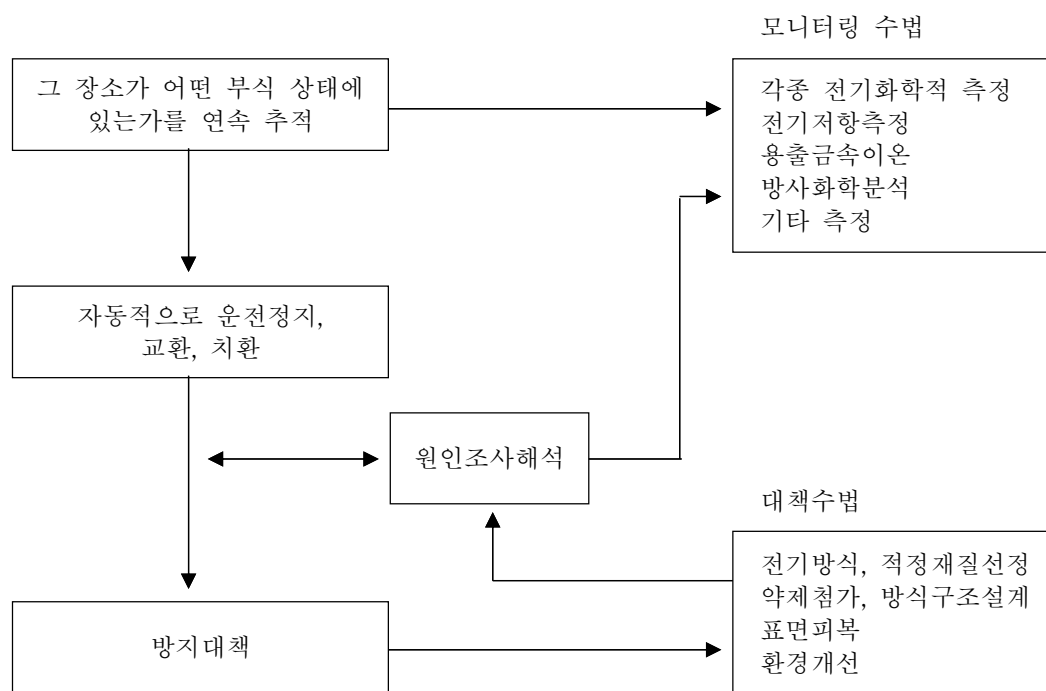 모니터링 수법
그 장소가 어떤 부식 상태에
있는가를 연속 추적
각종 전기화학적 측정
전기저항측정
용출금속이온
방사화학분석
기타 측정
자동적으로 운전정지,
교환, 치환
원인조사해석
대책수법
전기방식, 적정재질선정
약제첨가, 방식구조설계
표면피복
환경개선
방지대책